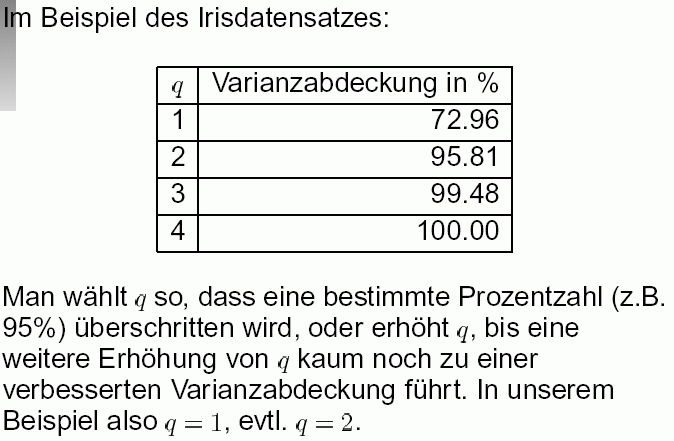 Im Beispiel des Irisdatensatzes:
q Varianzabdeckung in %
1 72.96
2 95.81
3 99.48
4 100.00
Man wählt q so, dass eine bestimmte Prozentzahl (z.B.
95%) überschritten wird, oder erhöht q, bis eine
weitere Erhöhung von q kaum noch zu einer
verbesserten Varianzabdeckung führt. In unserem
Beispiel also q = 1, evtl. q = 2.